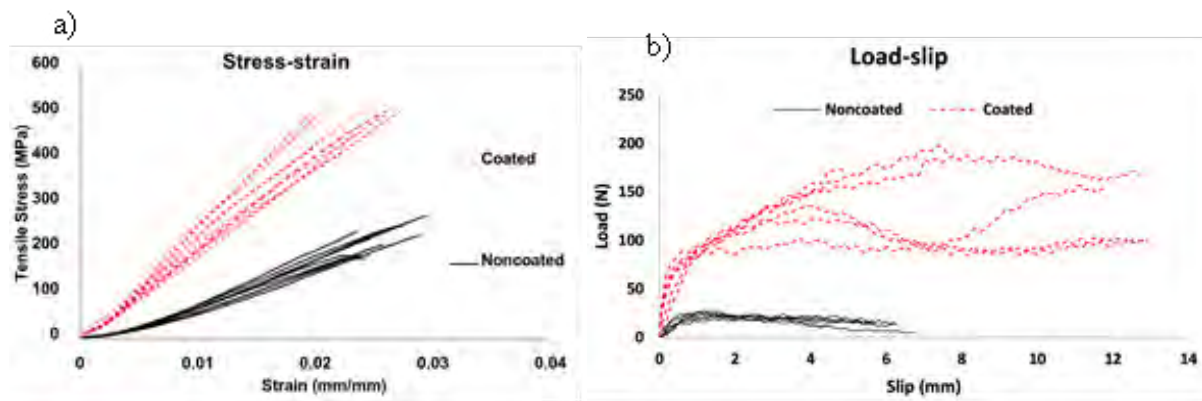 a)
Stress-strain
600
500
400
300
200
100
0
Tensile Stress (MPa)
Coated
Noncoated
0 0.01 0.02 0.03 0.04
Strain (mm/mm)
b)
Load-slip
250
200
150
100
50
0
Load (N)
Noncoated Coated
0 2 4 6 8 10 12 14
Slip (mm)